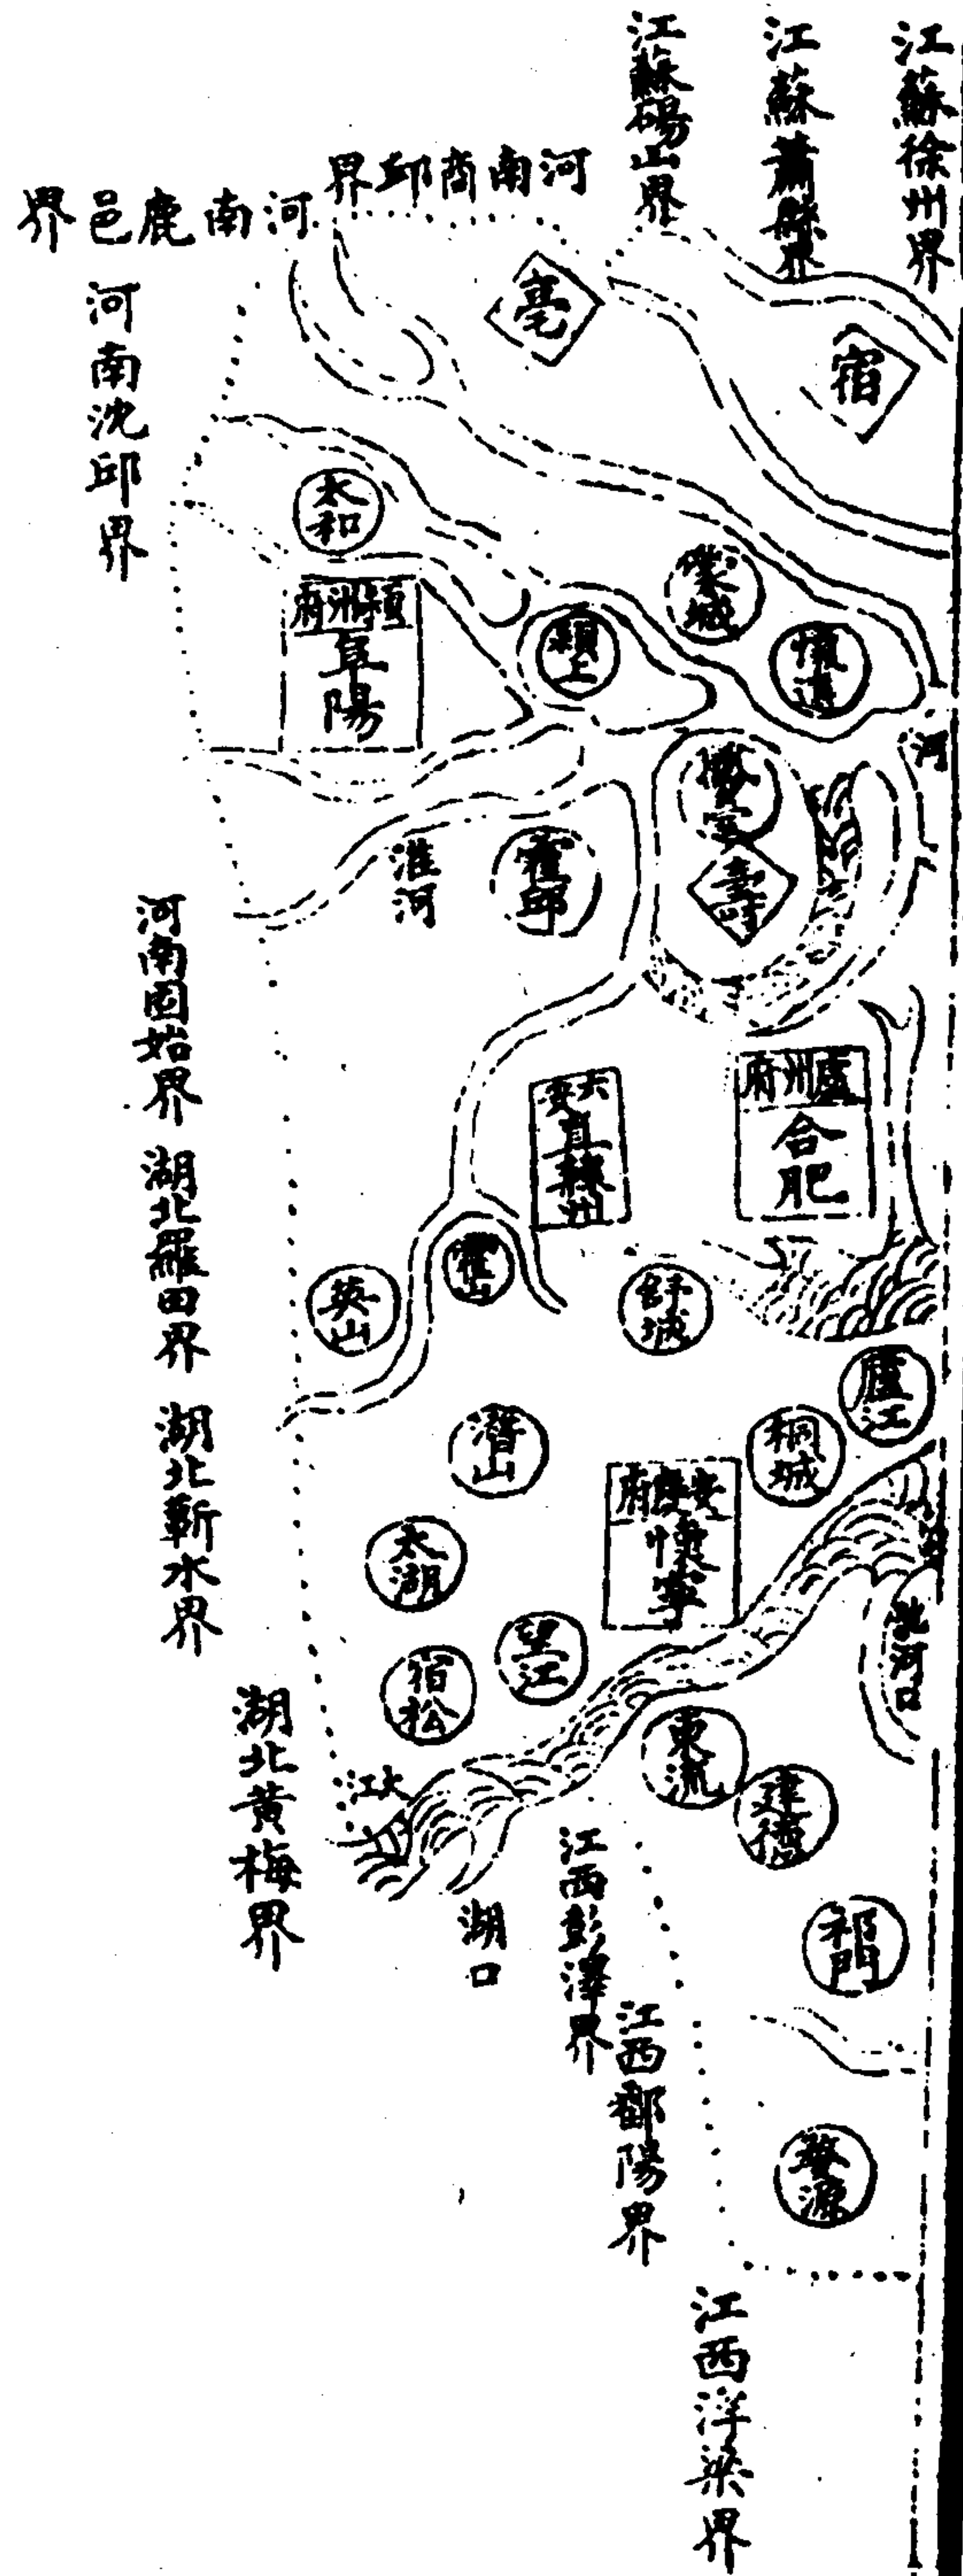 江蘇徐州界
江蘇蕭縣界
江蘇碭山界
河南商邱界
河南鹿邑界
河南沈邱界
河南固始界
湖北羅田界
湖北蘄水界
湖北黃梅界
湖口
江西彭澤界
江西鄱陽界
江西浮梁界
亳
宿
太和
蒙城
潁州府
阜陽
潁上
懷遠
河
鳳臺
壽
淮河
霍邱
廬州府
合肥
六安
直隸州
霍山
英山
舒城
廬江
桐城
潛山
安慶府
懷寧
太湖
望江
宿松
池河口
東流
大江
建德
祁門
婺源